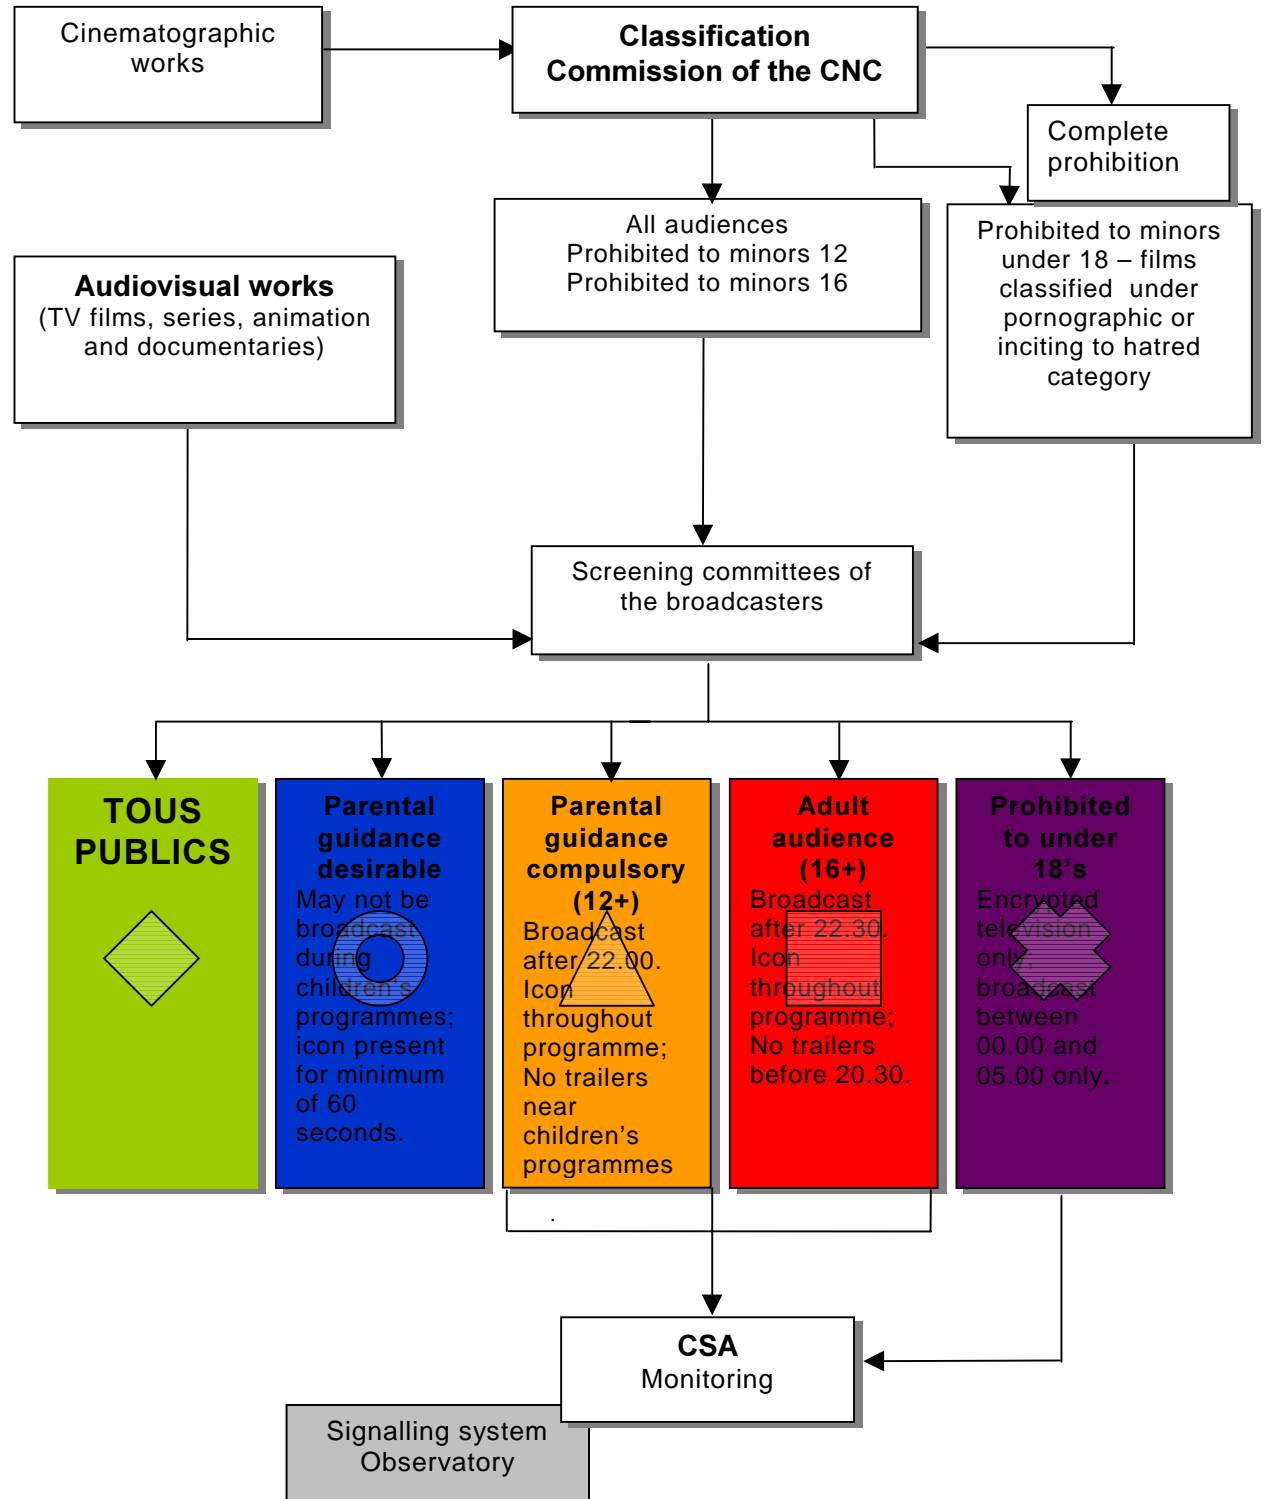 Cinematographic
works
Classification
Commission of the CNC
Complete
prohibition
All audiences
Prohibited to minors 12
Prohibited to minors 16
Prohibited to minors
under 18 – films
classified under
pornographic or
inciting to hatred
category
Audiovisual works
(TV films, series, animation
and documentaries)
Screening committees of
the broadcasters
TOUS
PUBLICS
Parental
guidance
desirable
May not be
broadcast
during
children's
programmes;
icon present
for minimum
of 60
seconds.
Parental
guidance
compulsory
(12+)
Broadcast
after 22.00.
Icon
throughout
programme;
No trailers
near
children's
programmes
.
Adult
audience
(16+)
Broadcast
after 22.30.
Icon
throughout
programme;
No trailers
before 20.30.
Prohibited
to under
18's
Encrypted
television
only;
broadcast
between
00.00 and
05.00 only.
CSA
Monitoring
Signalling system
Observatory